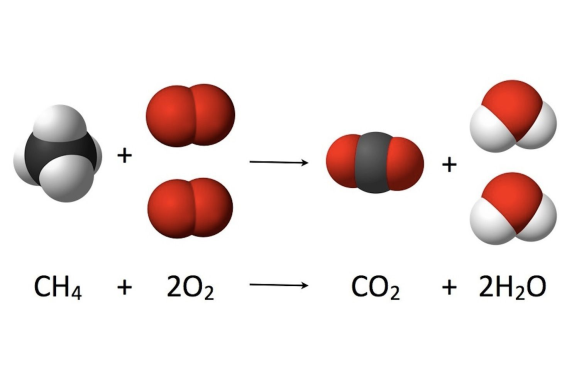 + → +
CH₄ + 2O₂ → CO₂ + 2H₂O